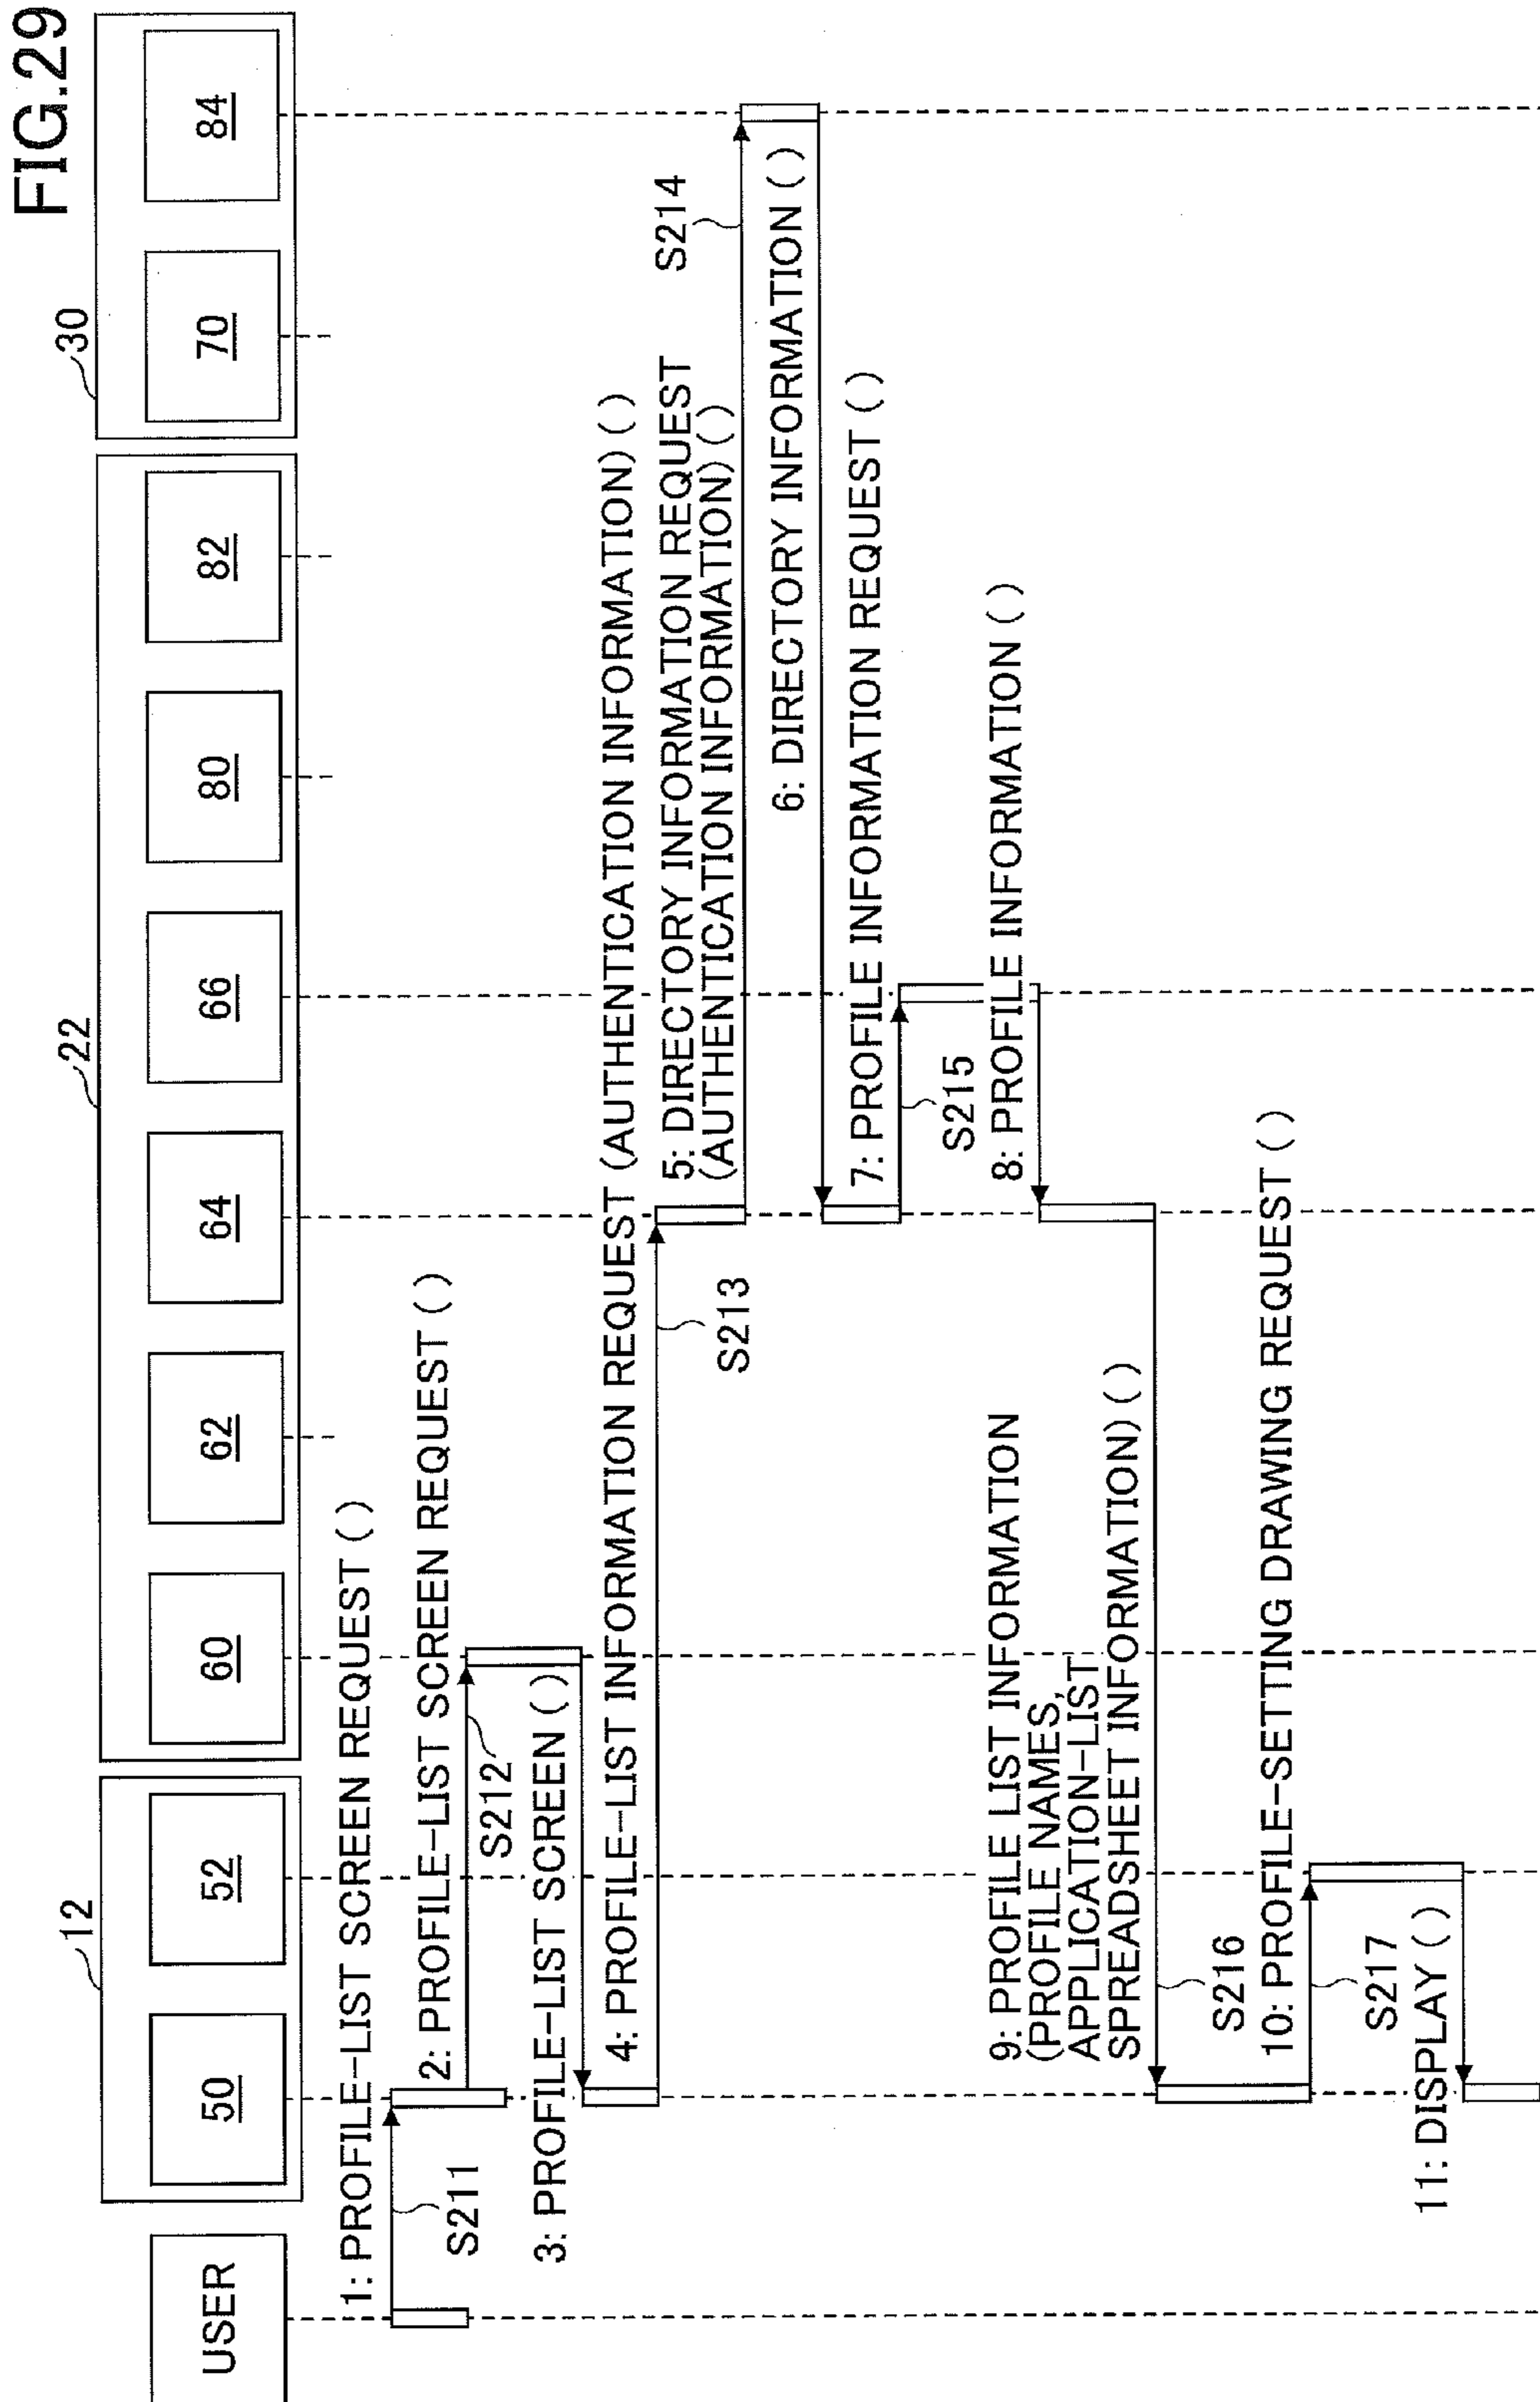 FIG.29
12
22
30
USER
50
52
60
62
64
66
80
82
70
84
1: PROFILE-LIST SCREEN REQUEST ( )
S211
2: PROFILE-LIST SCREEN REQUEST ( )
S212
3: PROFILE-LIST SCREEN ( )
4: PROFILE-LIST INFORMATION REQUEST (AUTHENTICATION INFORMATION) ( )
S213
5: DIRECTORY INFORMATION REQUEST
(AUTHENTICATION INFORMATION) ( )
S214
6: DIRECTORY INFORMATION ( )
7: PROFILE INFORMATION REQUEST ( )
S215
8: PROFILE INFORMATION ( )
9: PROFILE LIST INFORMATION
(PROFILE NAMES,
APPLICATION-LIST
SPREADSHEET INFORMATION) ( )
S216
10: PROFILE-SETTING DRAWING REQUEST ( )
S217
11: DISPLAY ( )